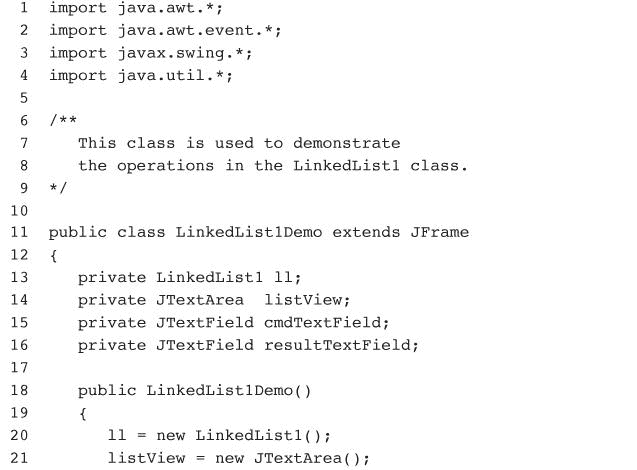 1 import java.awt.*;
2 import java.awt.event.*;
3 import javax.swing.*;
4 import java.util.*;
5
6 /**
7    This class is used to demonstrate
8    the operations in the LinkedList1 class.
9 */
10
11 public class LinkedList1Demo extends JFrame
12 {
13    private LinkedList1 ll;
14    private JTextArea  listView;
15    private JTextField cmdTextField;
16    private JTextField resultTextField;
17
18    public LinkedList1Demo()
19    {
20       ll = new LinkedList1();
21       listView = new JTextArea();